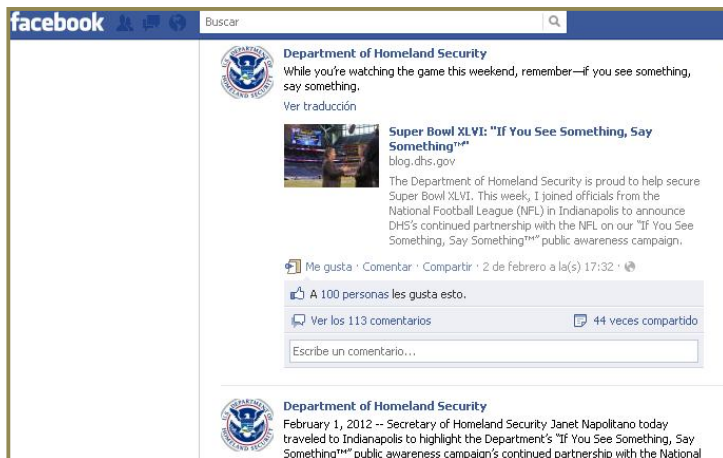 facebook Buscar
Department of Homeland Security
While you're watching the game this weekend, remember—if you see something,
say something.
Ver traducción
Super Bowl XLVI: "If You See Something, Say
Something™"
blog.dhs.gov
The Department of Homeland Security is proud to help secure
Super Bowl XLVI. This week, I joined officials from the
National Football League (NFL) in Indianapolis to announce
DHS's continued partnership with the NFL on our "If You See
Something, Say Something™" public awareness campaign.
Me gusta · Comentar · Compartir · 2 de febrero a la(s) 17:32 ·
A 100 personas les gusta esto.
Ver los 113 comentarios 44 veces compartido
Escribe un comentario...
Department of Homeland Security
February 1, 2012 -- Secretary of Homeland Security Janet Napolitano today
traveled to Indianapolis to highlight the Department's "If You See Something, Say
Something™" public awareness campaign's continued partnership with the National